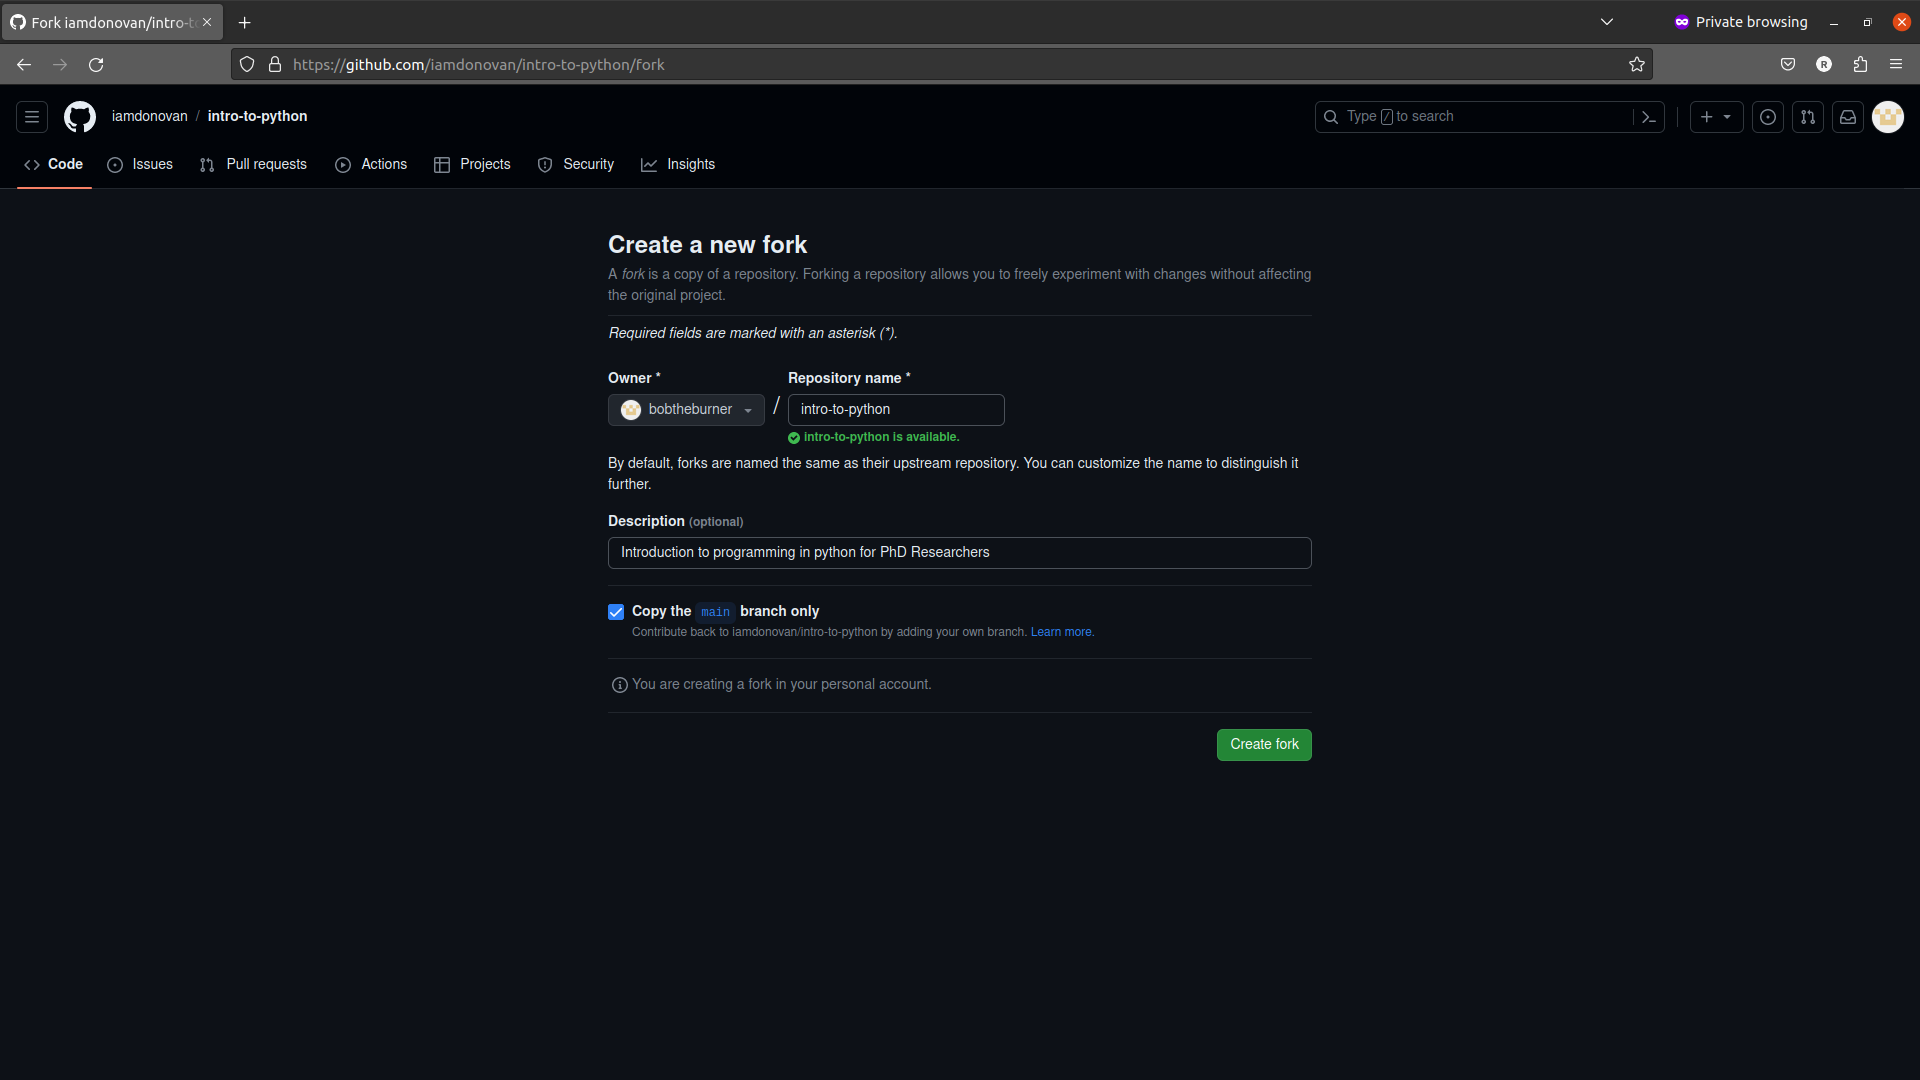 Fork iamdonovan/intro-t
Private browsing
https://github.com/iamdonovan/intro-to-python/fork
R
iamdonovan / intro-to-python
Type / to search
Code
Issues
Pull requests
Actions
Projects
Security
Insights
Create a new fork
A fork is a copy of a repository. Forking a repository allows you to freely experiment with changes without affecting
the original project.
Required fields are marked with an asterisk (*).
Owner *
Repository name *
bobtheburner
/
intro-to-python
intro-to-python is available.
By default, forks are named the same as their upstream repository. You can customize the name to distinguish it
further.
Description (optional)
Introduction to programming in python for PhD Researchers
Copy the main branch only
Contribute back to iamdonovan/intro-to-python by adding your own branch. Learn more.
You are creating a fork in your personal account.
Create fork